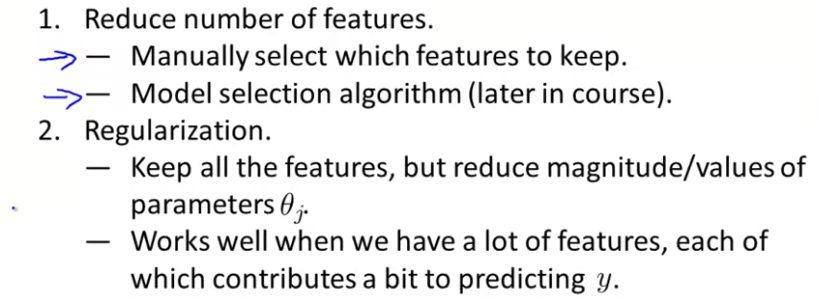 1. Reduce number of features.
— Manually select which features to keep.
— Model selection algorithm (later in course).
2. Regularization.
— Keep all the features, but reduce magnitude/values of
parameters θⱼ.
— Works well when we have a lot of features, each of
which contributes a bit to predicting y.